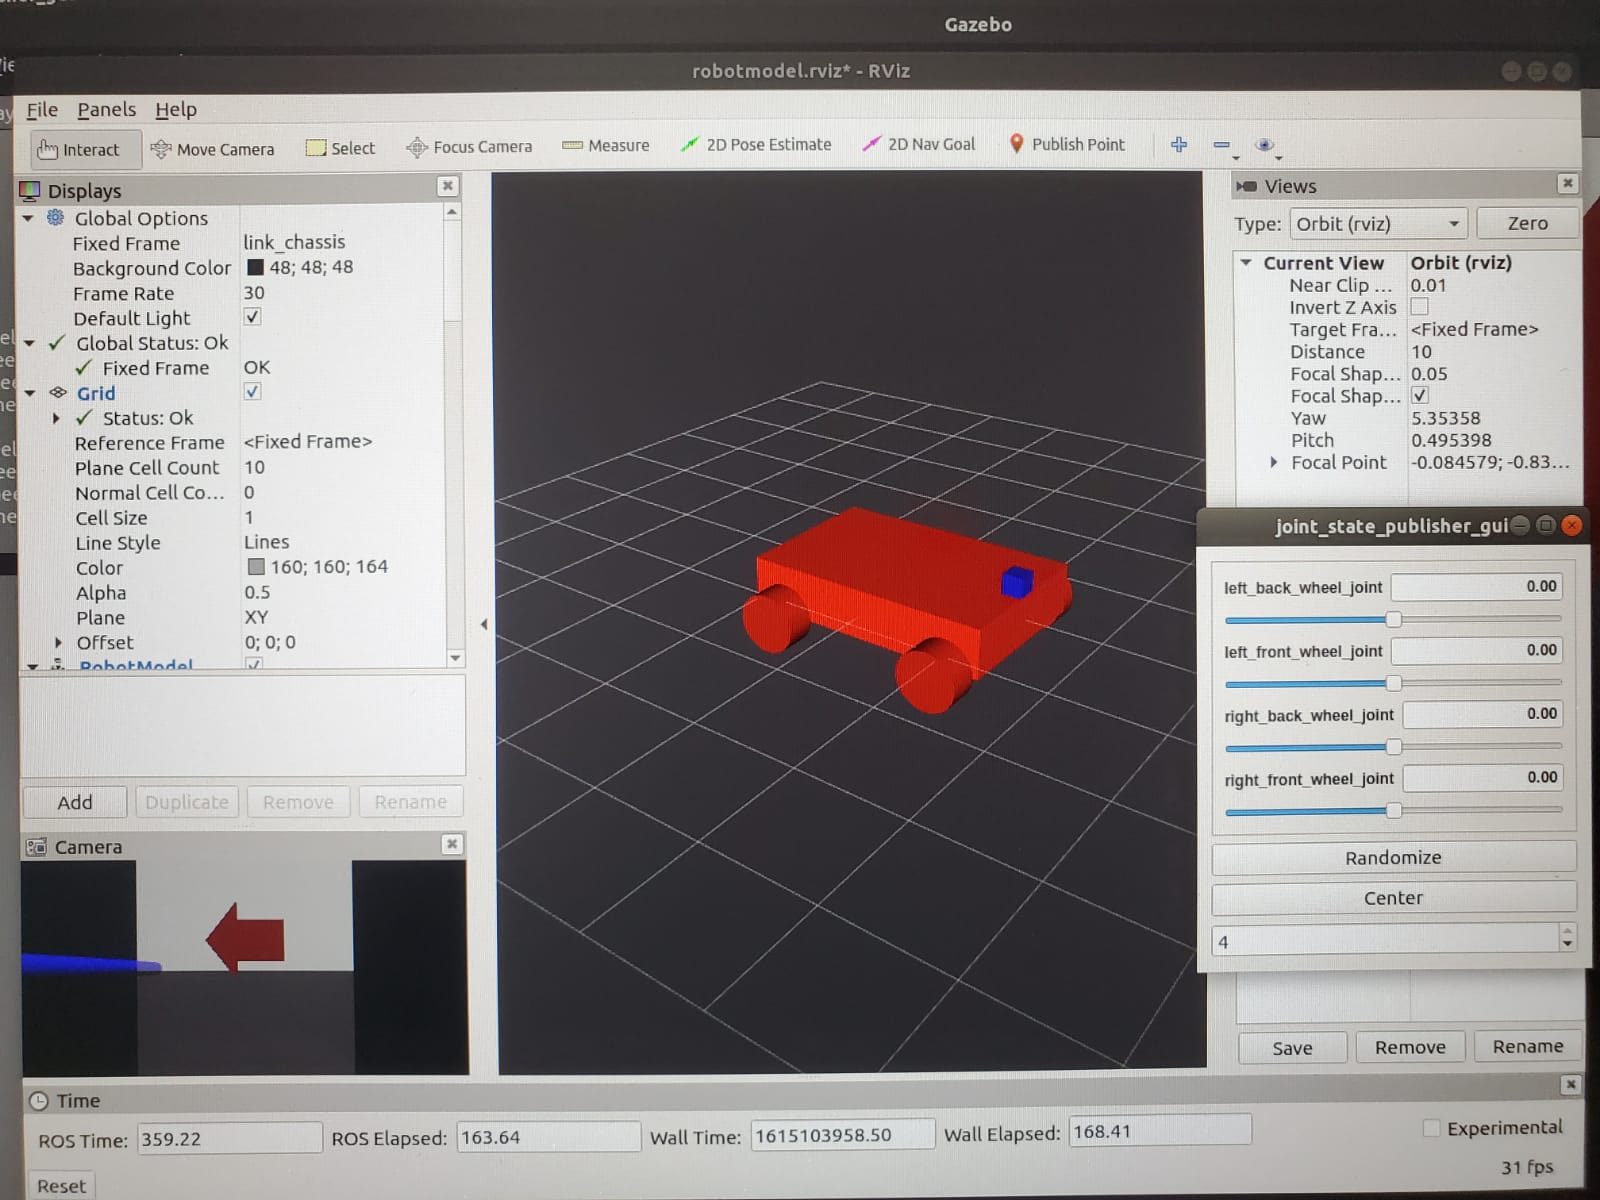 Gazebo
robotmodel.rviz* - RViz
File Panels Help
Interact Move Camera Select Focus Camera Measure 2D Pose Estimate 2D Nav Goal Publish Point
Displays
Global Options
Fixed Frame link_chassis
Background Color 48; 48; 48
Frame Rate 30
Default Light
Global Status: Ok
Fixed Frame OK
Grid
Status: Ok
Reference Frame <Fixed Frame>
Plane Cell Count 10
Normal Cell Co... 0
Cell Size 1
Line Style Lines
Color 160; 160; 164
Alpha 0.5
Plane XY
Offset 0; 0; 0
RobotModel
Add Duplicate Remove Rename
Camera
Views
Type: Orbit (rviz) Zero
Current View Orbit (rviz)
Near Clip ... 0.01
Invert Z Axis
Target Fra... <Fixed Frame>
Distance 10
Focal Shap... 0.05
Focal Shap...
Yaw 5.35358
Pitch 0.495398
Focal Point -0.084579; -0.83...
joint_state_publisher_gui
left_back_wheel_joint 0.00
left_front_wheel_joint 0.00
right_back_wheel_joint 0.00
right_front_wheel_joint 0.00
Randomize
Center
4
Save Remove Rename
Time
ROS Time: 359.22 ROS Elapsed: 163.64 Wall Time: 1615103958.50 Wall Elapsed: 168.41 Experimental
Reset 31 fps